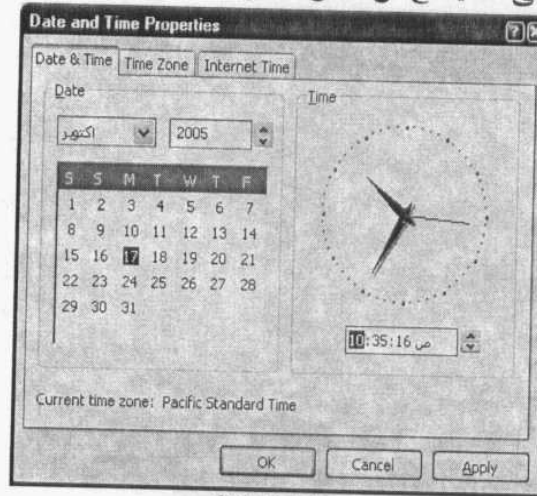 Date and Time Properties
Date & Time Time Zone Internet Time
Date
Time
اكتوبر 2005
S S M T W T F
1 2 3 4 5 6 7
8 9 10 11 12 13 14
15 16 17 18 19 20 21
22 23 24 25 26 27 28
29 30 31
10:35:16 ص
Current time zone: Pacific Standard Time
OK Cancel Apply